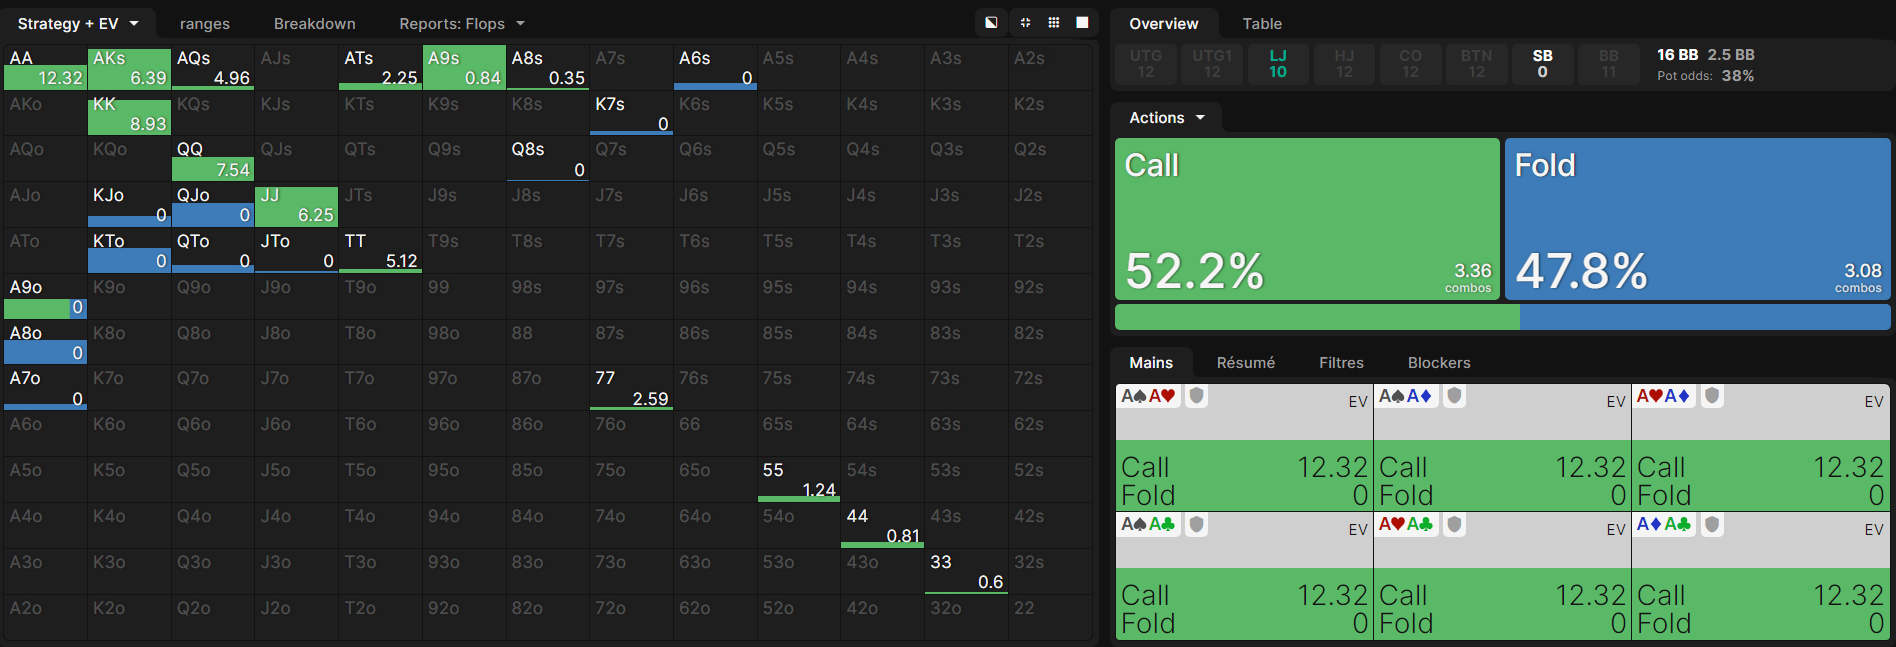 Strategy + EV ranges Breakdown Reports: Flops
AA AKs AQs AJs ATs A9s A8s A7s A6s A5s A4s A3s A2s
12.32 6.39 4.96 2.25 0.84 0.35 0
AKo KK KQs KJs KTs K9s K8s K7s K6s K5s K4s K3s K2s
8.93 0
AQo KQo QQ QJs QTs Q9s Q8s Q7s Q6s Q5s Q4s Q3s Q2s
7.54 0
AJo KJo QJo JJ JTs J9s J8s J7s J6s J5s J4s J3s J2s
0 0 6.25
ATo KTo QTo JTo TT T9s T8s T7s T6s T5s T4s T3s T2s
0 0 0 5.12
A9o K9o Q9o J9o T9o 99 98s 97s 96s 95s 94s 93s 92s
0
A8o K8o Q8o J8o T8o 98o 88 87s 86s 85s 84s 83s 82s
0
A7o K7o Q7o J7o T7o 97o 87o 77 76s 75s 74s 73s 72s
0 2.59
A6o K6o Q6o J6o T6o 96o 86o 76o 66 65s 64s 63s 62s
A5o K5o Q5o J5o T5o 95o 85o 75o 65o 55 54s 53s 52s
1.24
A4o K4o Q4o J4o T4o 94o 84o 74o 64o 54o 44 43s 42s
0.81
A3o K3o Q3o J3o T3o 93o 83o 73o 63o 53o 43o 33 32s
0.6
A2o K2o Q2o J2o T2o 92o 82o 72o 62o 52o 42o 32o 22
Overview Table
UTG UTG1 LJ HJ CO BTN SB BB
12 12 10 12 12 12 0 11
16 BB 2.5 BB
Pot odds: 38%
Actions
Call Fold
52.2% 3.36 combos 47.8% 3.08 combos
Mains Résumé Filtres Blockers
A♠A♥ EV A♠A♦ EV A♥A♦ EV
Call 12.32 Call 12.32 Call 12.32
Fold 0 Fold 0 Fold 0
A♠A♣ EV A♥A♣ EV A♦A♣ EV
Call 12.32 Call 12.32 Call 12.32
Fold 0 Fold 0 Fold 0